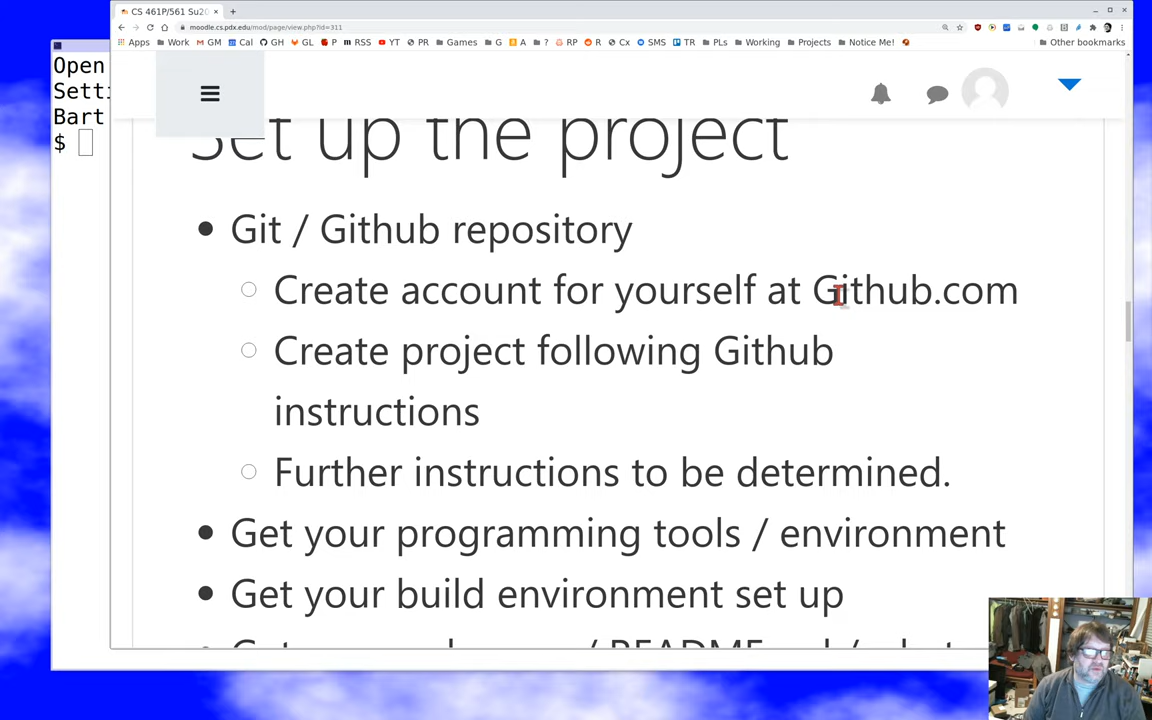 CS 461P/561 Su20
moodle.cs.pdx.edu/mod/page/view.php?id=311
Apps Work GM Cal GH GL P RSS YT PR Games G A ? RP R Cx SMS TR PLs Working Projects Notice Me! Other bookmarks
Open
Setti
Bart
$
Set up the project
Git / Github repository
Create account for yourself at Github.com
Create project following Github
instructions
Further instructions to be determined.
Get your programming tools / environment
Get your build environment set up